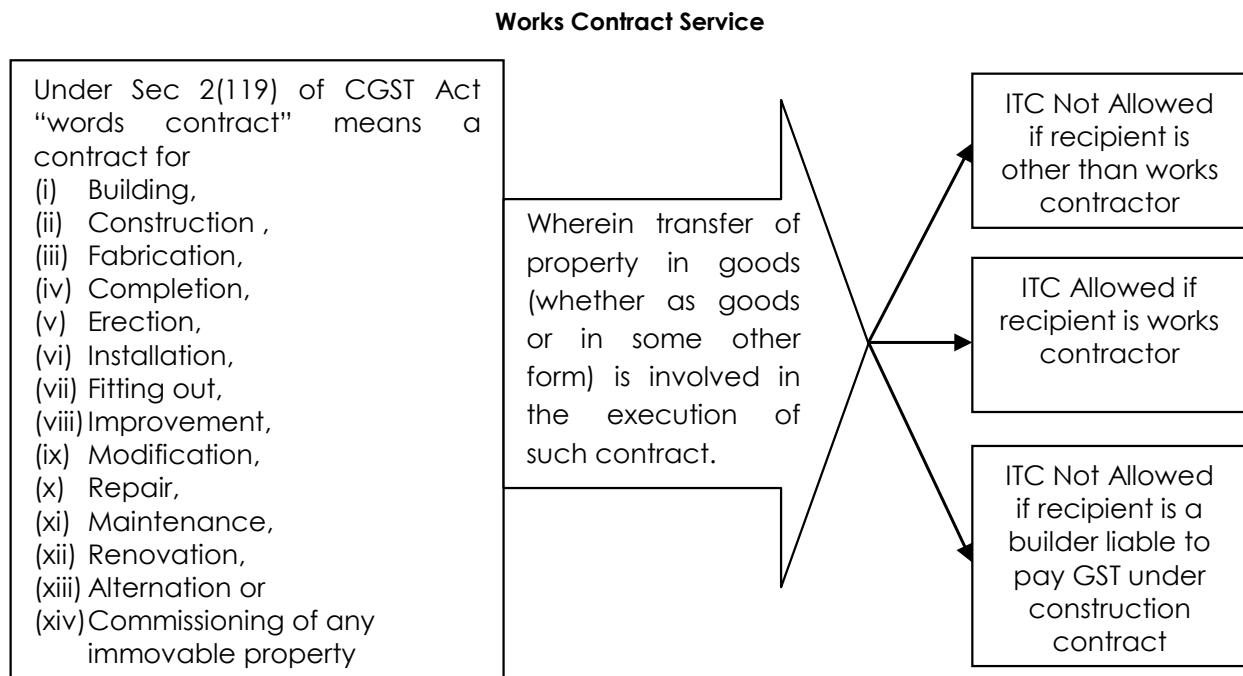 Works Contract Service
Under Sec 2(119) of CGST Act
“words contract” means a
contract for
(i) Building,
(ii) Construction ,
(iii) Fabrication,
(iv) Completion,
(v) Erection,
(vi) Installation,
(vii) Fitting out,
(viii) Improvement,
(ix) Modification,
(x) Repair,
(xi) Maintenance,
(xii) Renovation,
(xiii) Alternation or
(xiv) Commissioning of any
immovable property
Wherein transfer of
property in goods
(whether as goods
or in some other
form) is involved in
the execution of
such contract.
ITC Not Allowed
if recipient is
other than works
contractor
ITC Allowed if
recipient is works
contractor
ITC Not Allowed
if recipient is a
builder liable to
pay GST under
construction
contract